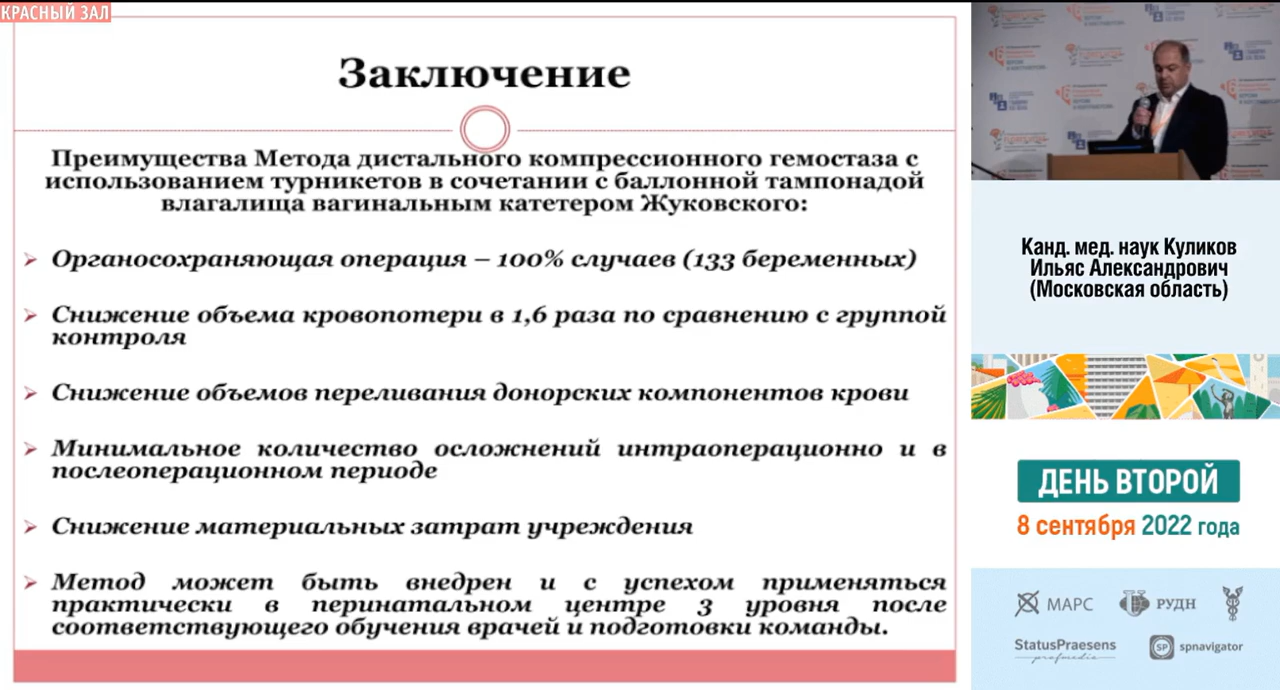 КРАСНЫЙ ЗАЛ
Заключение
Преимущества Метода дистального компрессионного гемостаза с
использованием турникетов в сочетании с баллонной тампонадой
влагалища вагинальным катетером Жуковского:
Органосохраняющая операция – 100% случаев (133 беременных)
Снижение объема кровопотери в 1,6 раза по сравнению с группой
контроля
Снижение объемов переливания донорских компонентов крови
Минимальное количество осложнений интраоперационно и в
послеоперационном периоде
Снижение материальных затрат учреждения
Метод может быть внедрен и с успехом применяться
практически в перинатальном центре 3 уровня после
соответствующего обучения врачей и подготовки команды.
Канд. мед. наук Куликов
Ильяс Александрович
(Московская область)
ДЕНЬ ВТОРОЙ
8 сентября 2022 года
МАРС
РУДН
StatusPraesens
profmedia
SP
spnavigator